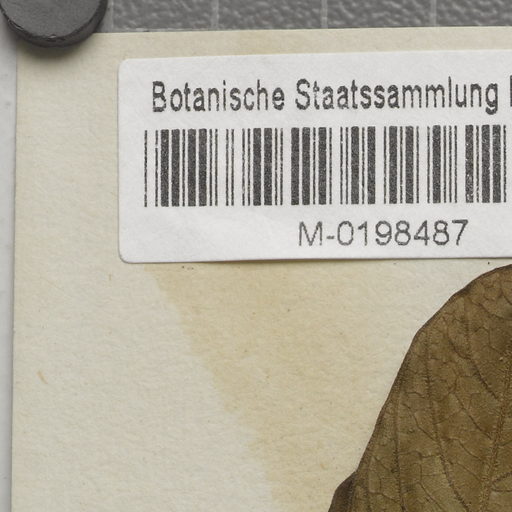 Botanische Staatssammlung
M-0198487